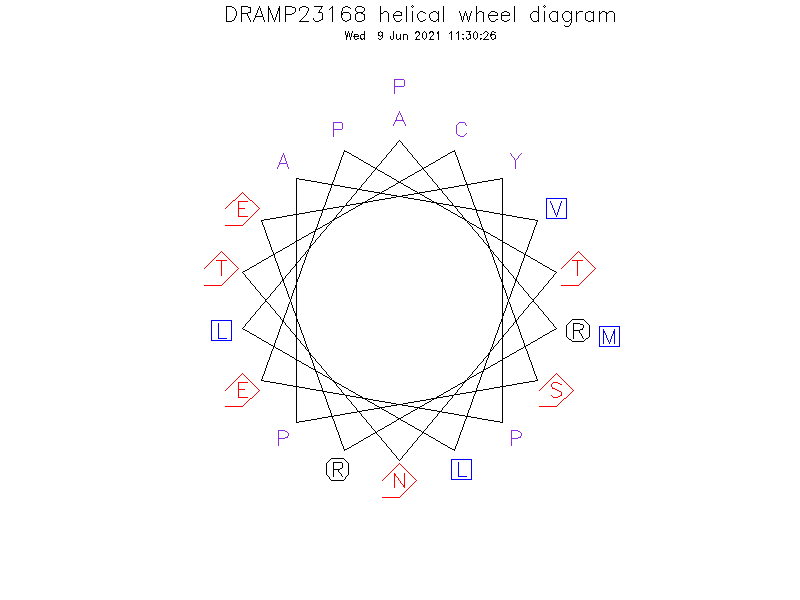 DRAMP23168 helical wheel diagram
Wed 9 Jun 2021 11:30:26
P
A
P C
A Y
E V
T T
L R M
E S
P P
R L
N